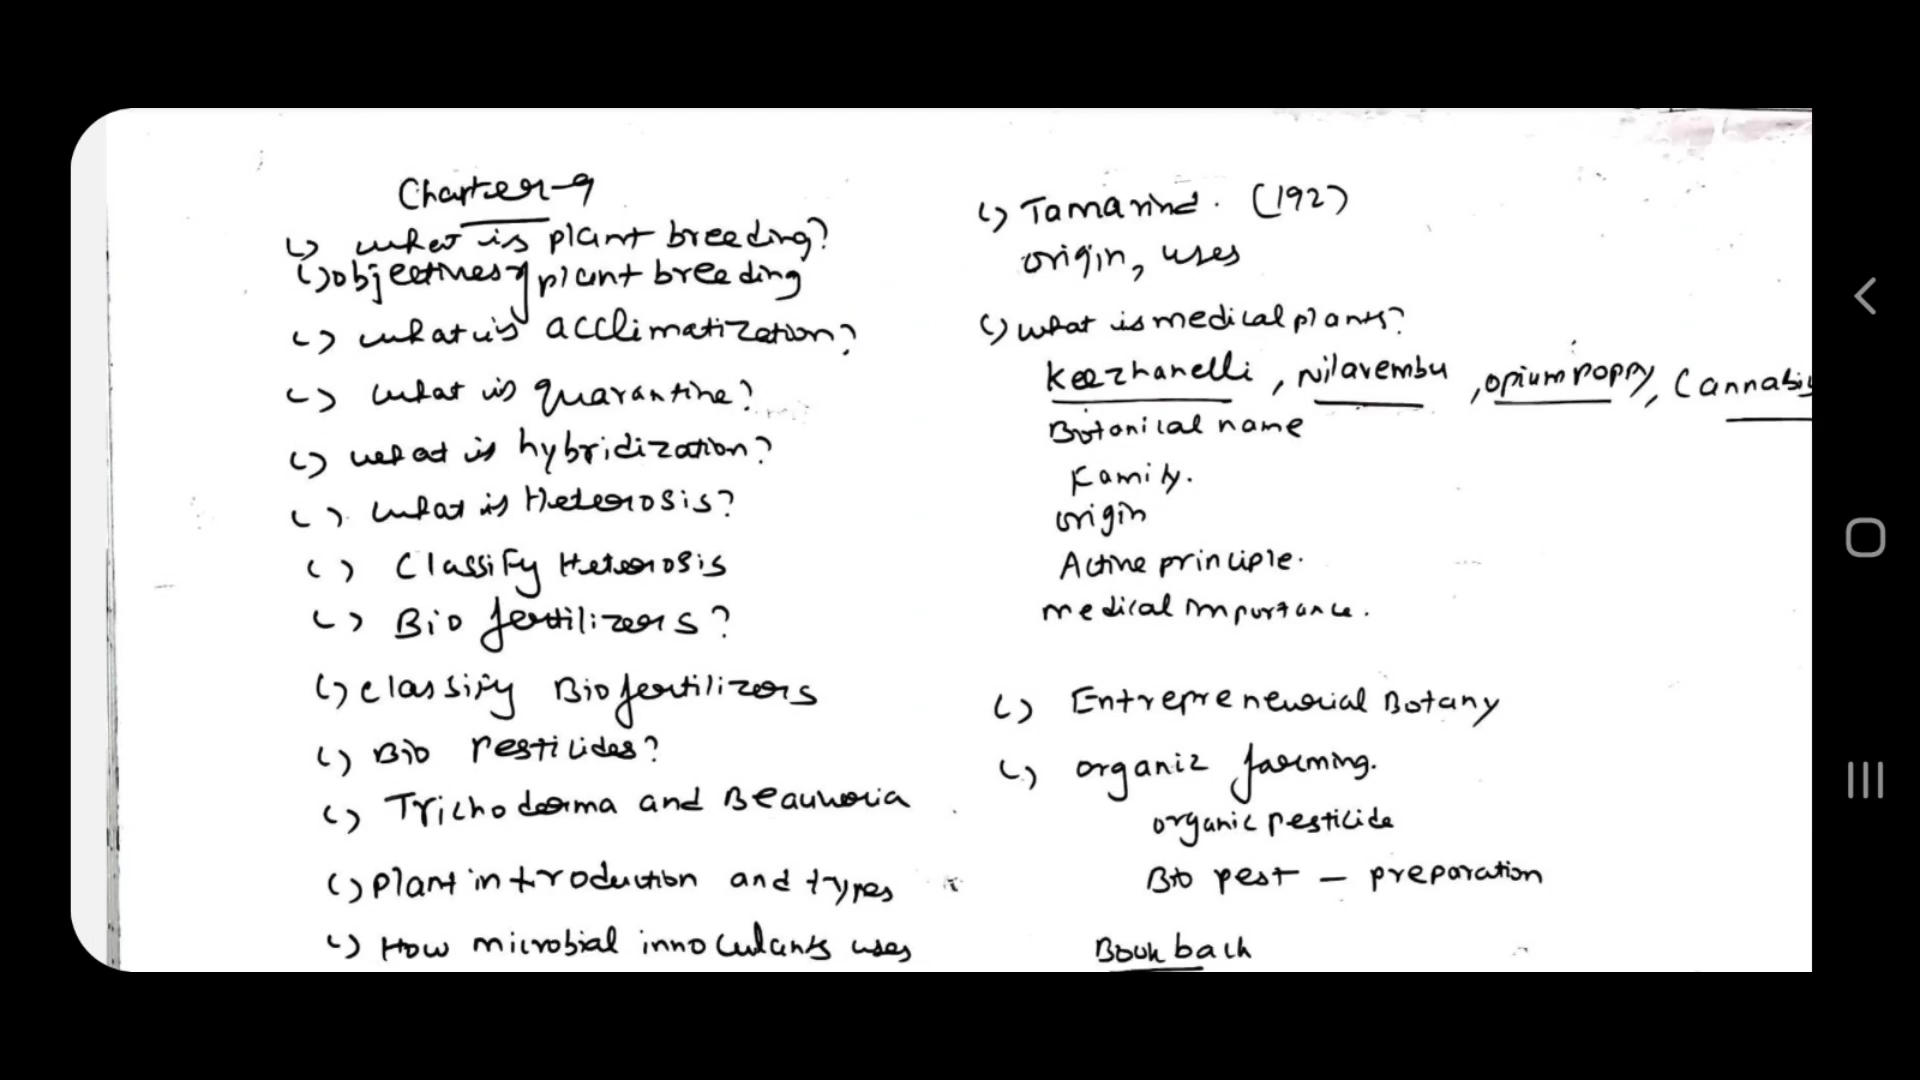 Chapter-9
() what is plant breeding?
() objectives of plant breeding
() what is acclimatization?
() what is quarantine?
() what is hybridization?
() what is Heterosis?
() Classify Heterosis
() Bio fertilizers?
() classify Biofertilizers
() Bio Pesticides?
() Trichoderma and Beauveria
() plant introduction and types
() How microbial innoculants uses
() Tamarind. (192)
origin, uses
() what is medical plants?
Keezhanelli, Nilavembu, opium poppy, Cannabis
Botanical name
Family.
origin
Active principle.
medical importance.
() Entrepreneurial Botany
() organic farming.
organic pesticide
Bio pest - preparation
Book back